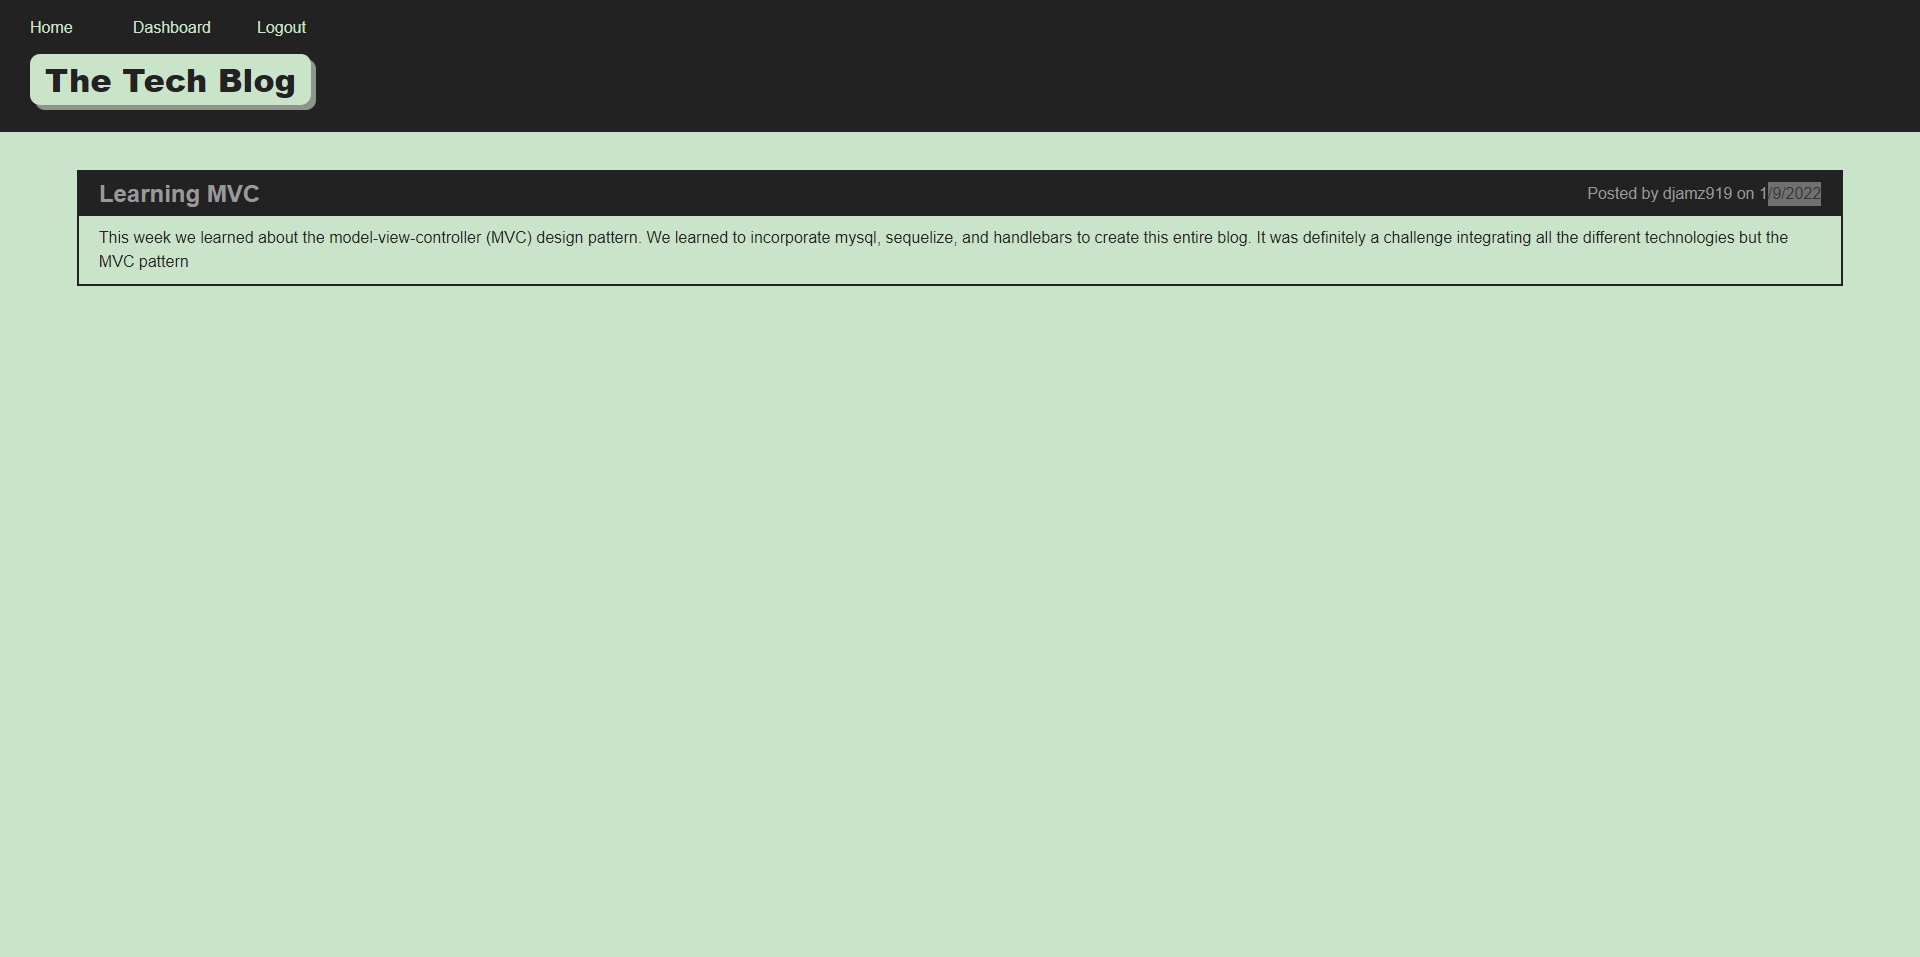 Home Dashboard Logout
The Tech Blog
Learning MVC Posted by djamz919 on 1/9/2022
This week we learned about the model-view-controller (MVC) design pattern. We learned to incorporate mysql, sequelize, and handlebars to create this entire blog. It was definitely a challenge integrating all the different technologies but the
MVC pattern